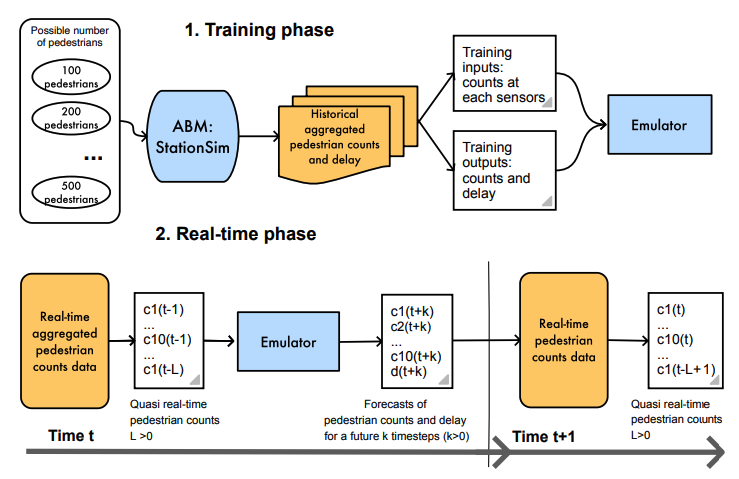 Possible number
of pedestrians
1. Training phase
100
pedestrians
200
pedestrians
...
500
pedestrians
ABM:
StationSim
Historical
aggregated
pedestrian counts
and delay
Training
inputs:
counts at
each sensors
Training
outputs:
counts and
delay
Emulator
2. Real-time phase
Real-time
aggregated
pedestrian
counts data
c1(t-1)
...
c10(t-1)
...
c1(t-L)
Quasi real-time
pedestrian counts
L >0
Emulator
c1(t+k)
c2(t+k)
...
c10(t+k)
d(t+k)
Forecasts of
pedestrian counts and delay
for a future k timesteps (k>0)
Real-time
pedestrian
counts data
c1(t)
...
c10(t)
...
c1(t-L+1)
Quasi real-time
pedestrian counts
L>0
Time t
Time t+1